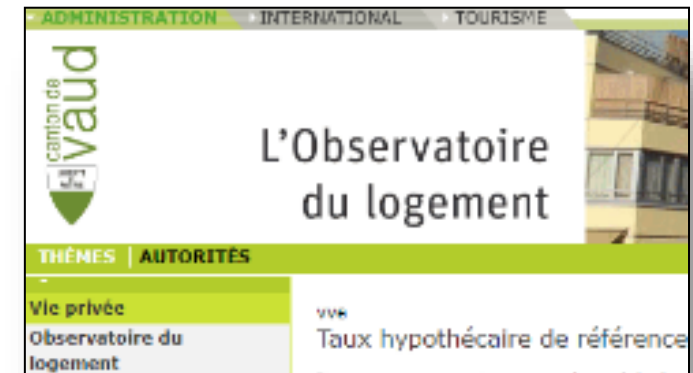 ADMINISTRATION INTERNATIONAL TOURISME
canton de
vaud
L'Observatoire
du logement
THÈMES | AUTORITÉS
Vie privée
Observatoire du
logement
Taux hypothécaire de référence